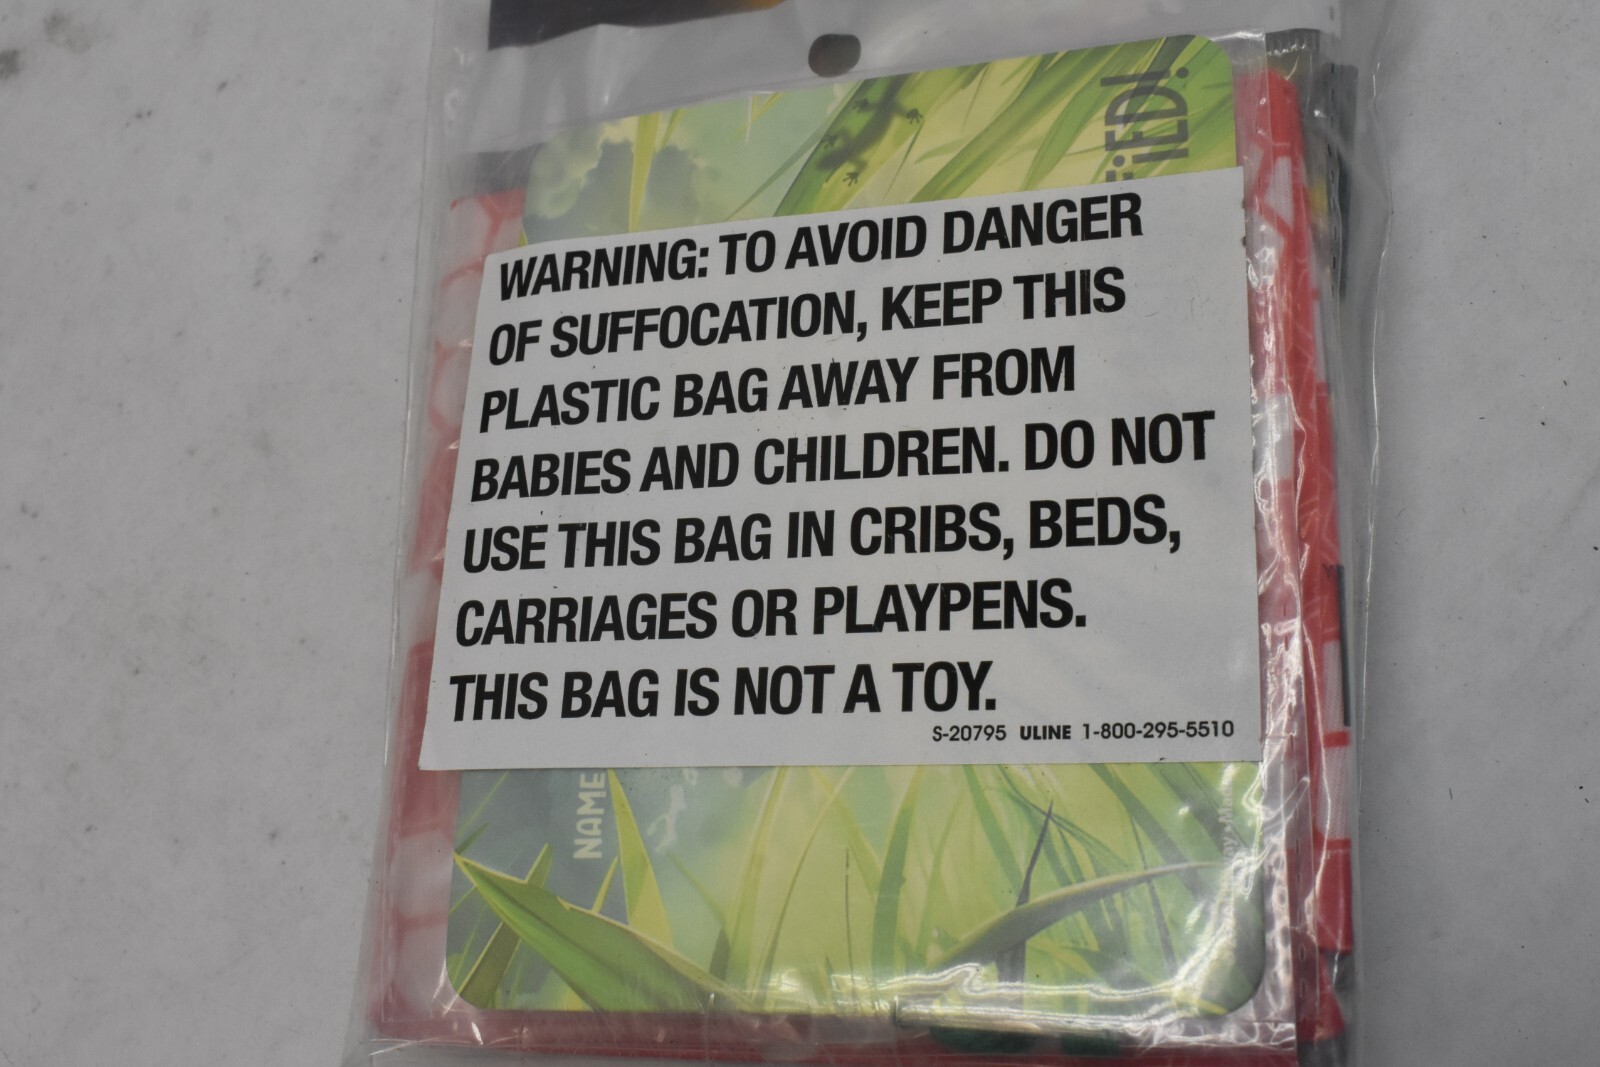 WARNING: TO AVOID DANGER
OF SUFFOCATION, KEEP THIS
PLASTIC BAG AWAY FROM
BABIES AND CHILDREN. DO NOT
USE THIS BAG IN CRIBS, BEDS,
CARRIAGES OR PLAYPENS.
THIS BAG IS NOT A TOY.
S-20795 ULINE 1-800-295-5510
NAME